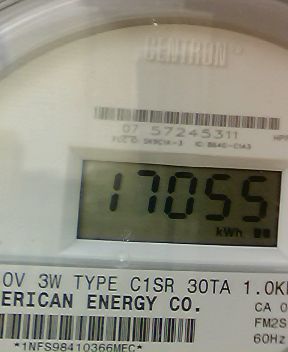 CENTRON
07 57245311
17055
kWh
0V 3W TYPE C1SR 30TA 1.0K
ERICAN ENERGY CO.
CA 0
FM2S
60Hz
*1NFS98410366MEC*